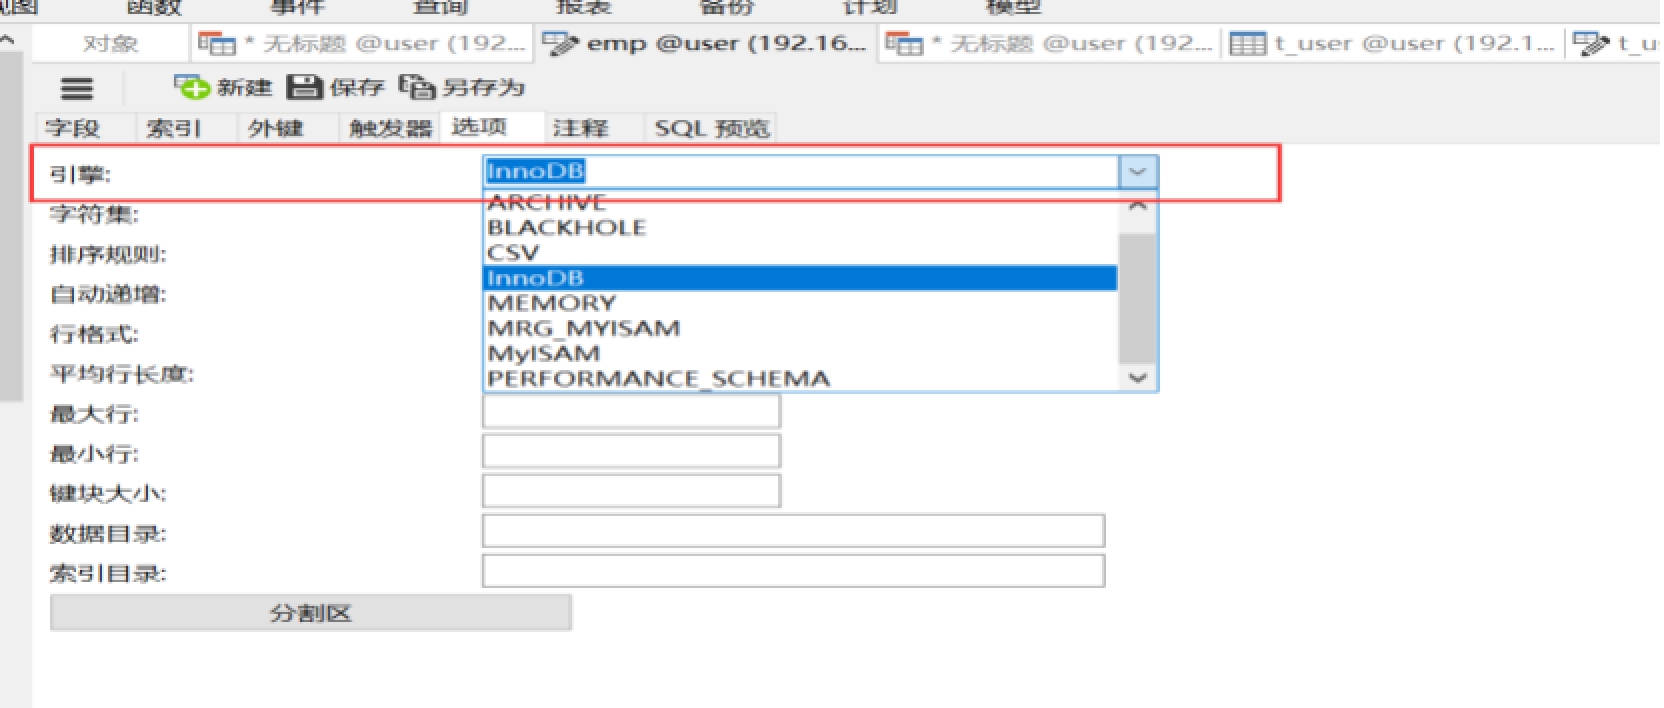 视图 函数 事件 查询 报表 备份 计划 模型
对象 * 无标题 @user (192... emp @user (192.16... * 无标题 @user (192... t_user @user (192.1...
新建 保存 另存为
字段 索引 外键 触发器 选项 注释 SQL 预览
引擎: InnoDB
ARCHIVE
字符集:
BLACKHOLE
排序规则: CSV
InnoDB
自动递增: MEMORY
行格式: MRG_MYISAM
MyISAM
平均行长度: PERFORMANCE_SCHEMA
最大行:
最小行:
键块大小:
数据目录:
索引目录:
分割区